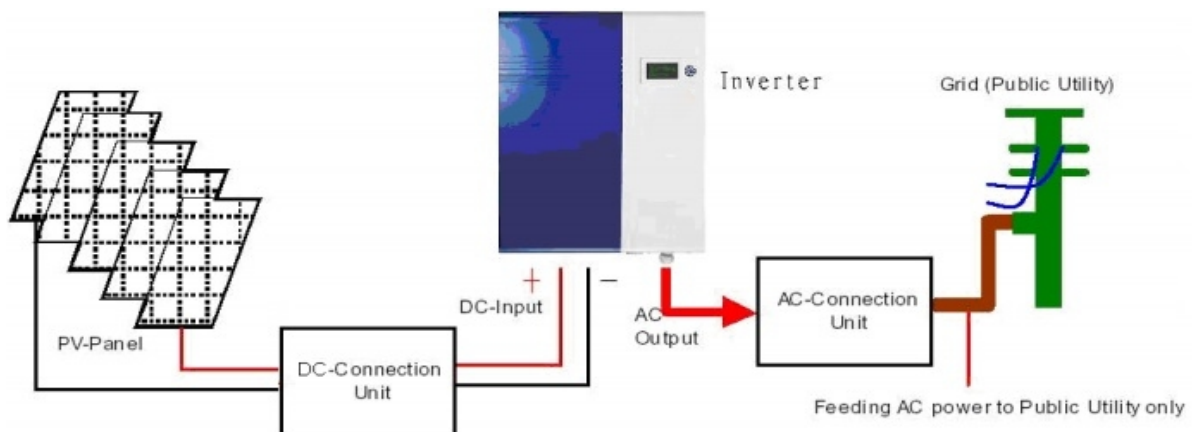 Inverter
Grid (Public Utility)
+
−
DC-Input
PV-Panel
DC-Connection
Unit
AC
Output
AC-Connection
Unit
Feeding AC power to Public Utility only